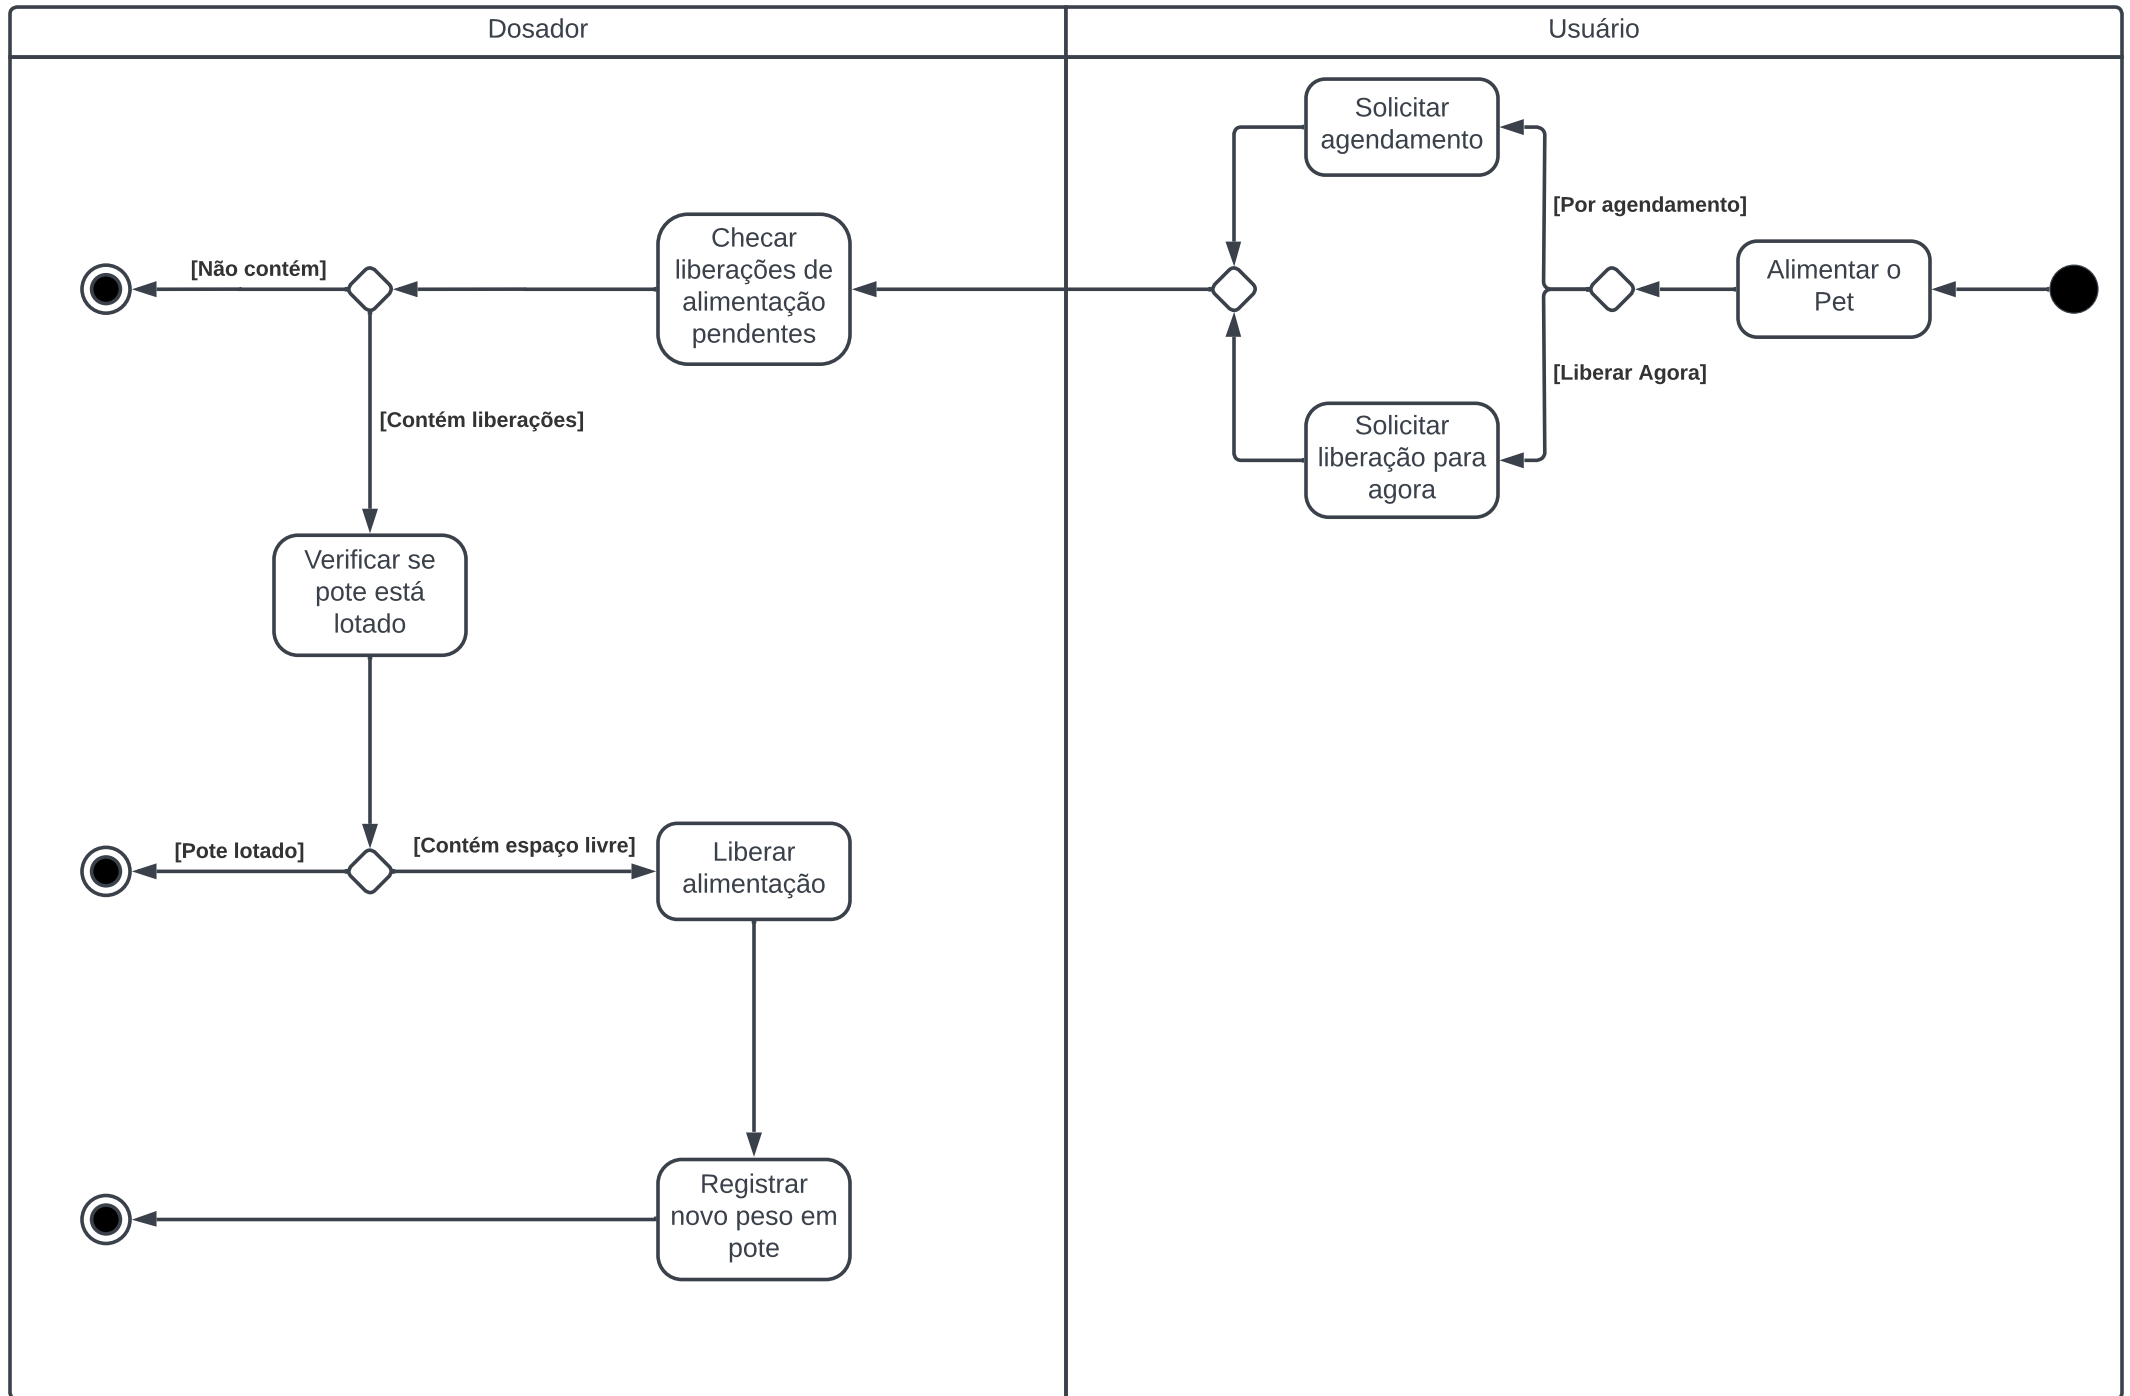 Dosador
Usuário
Solicitar
agendamento
[Por agendamento]
Checar
liberações de
alimentação
pendentes
[Não contém]
Alimentar o
Pet
[Liberar Agora]
[Contém liberações]
Solicitar
liberação para
agora
Verificar se
pote está
lotado
[Pote lotado]
[Contém espaço livre]
Liberar
alimentação
Registrar
novo peso em
pote